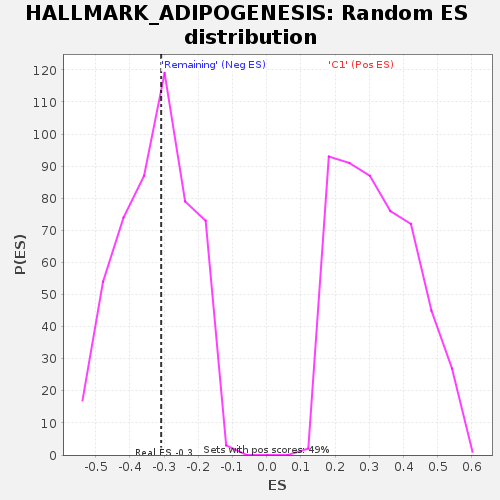 HALLMARK_ADIPOGENESIS: Random ES
distribution
'Remaining' (Neg ES)
'C1' (Pos ES)
P(ES)
120
110
100
90
80
70
60
50
40
30
20
10
0
Real ES -0.3
Sets with pos scores: 49%
-0.5 -0.4 -0.3 -0.2 -0.1 0.0 0.1 0.2 0.3 0.4 0.5 0.6
ES